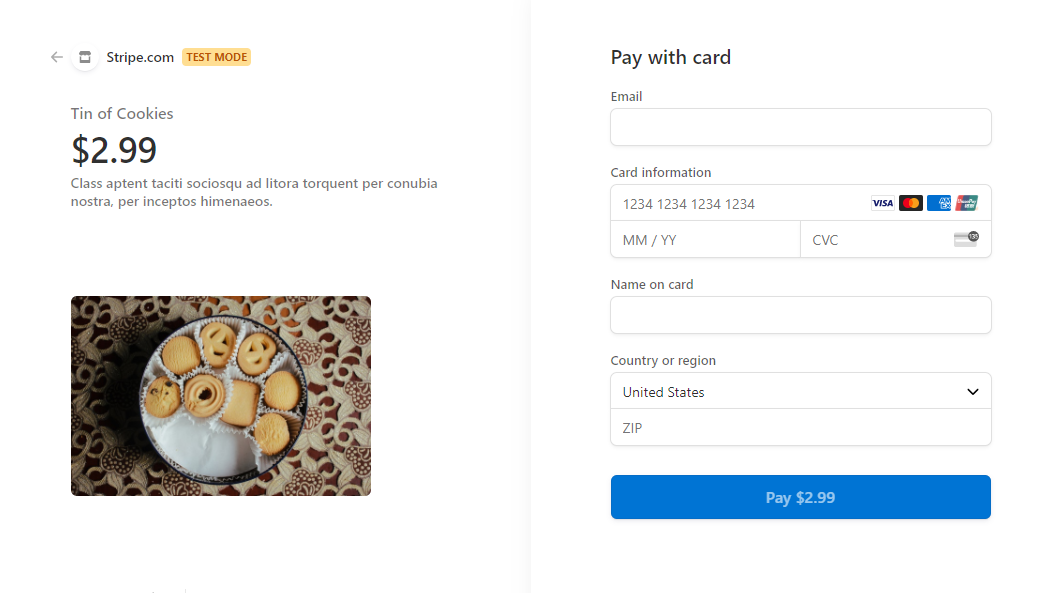 Stripe.com TEST MODE
Tin of Cookies
$2.99
Class aptent taciti sociosqu ad litora torquent per conubia
nostra, per inceptos himenaeos.
Pay with card
Email
Card information
1234 1234 1234 1234 VISA
MM / YY CVC
Name on card
Country or region
United States
ZIP
Pay $2.99